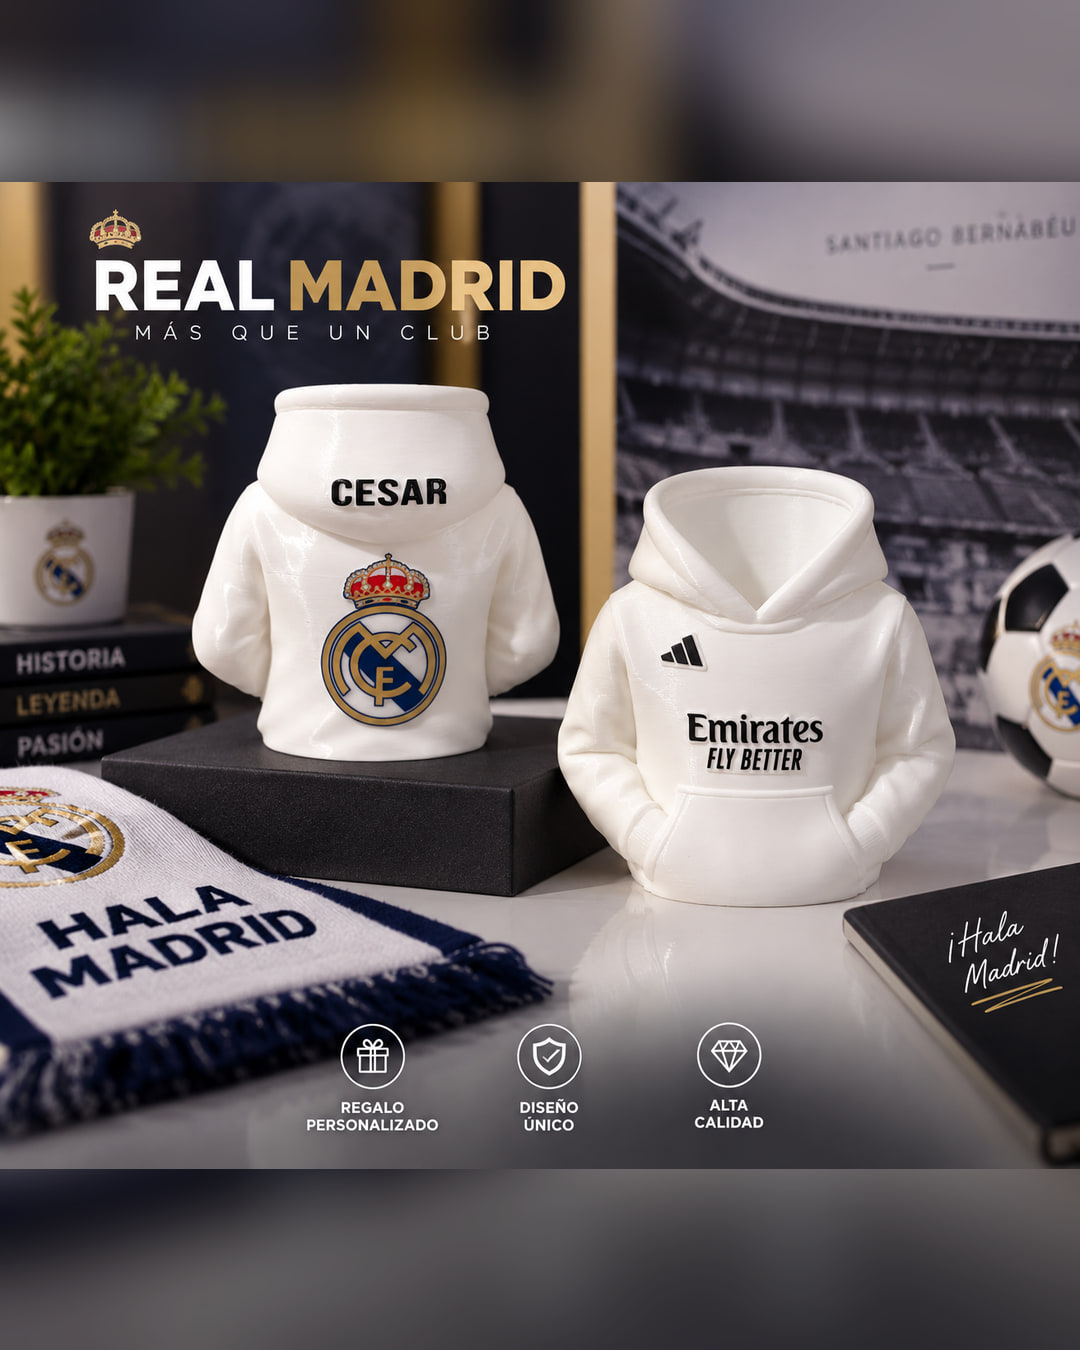 REAL MADRID
MÁS QUE UN CLUB
SANTIAGO BERNABÉU
CESAR
Emirates
FLY BETTER
HISTORIA
LEYENDA
PASIÓN
HALA
MADRID
¡Hala
Madrid!
REGALO
PERSONALIZADO
DISEÑO
ÚNICO
ALTA
CALIDAD